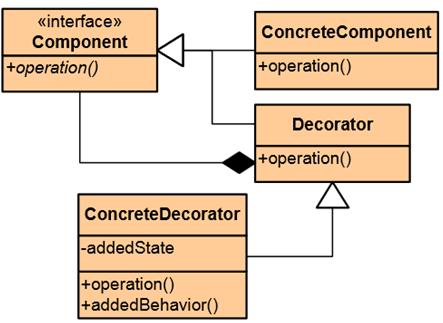 «interface»
Component
+operation()
ConcreteComponent
+operation()
Decorator
+operation()
ConcreteDecorator
-addedState
+operation()
+addedBehavior()